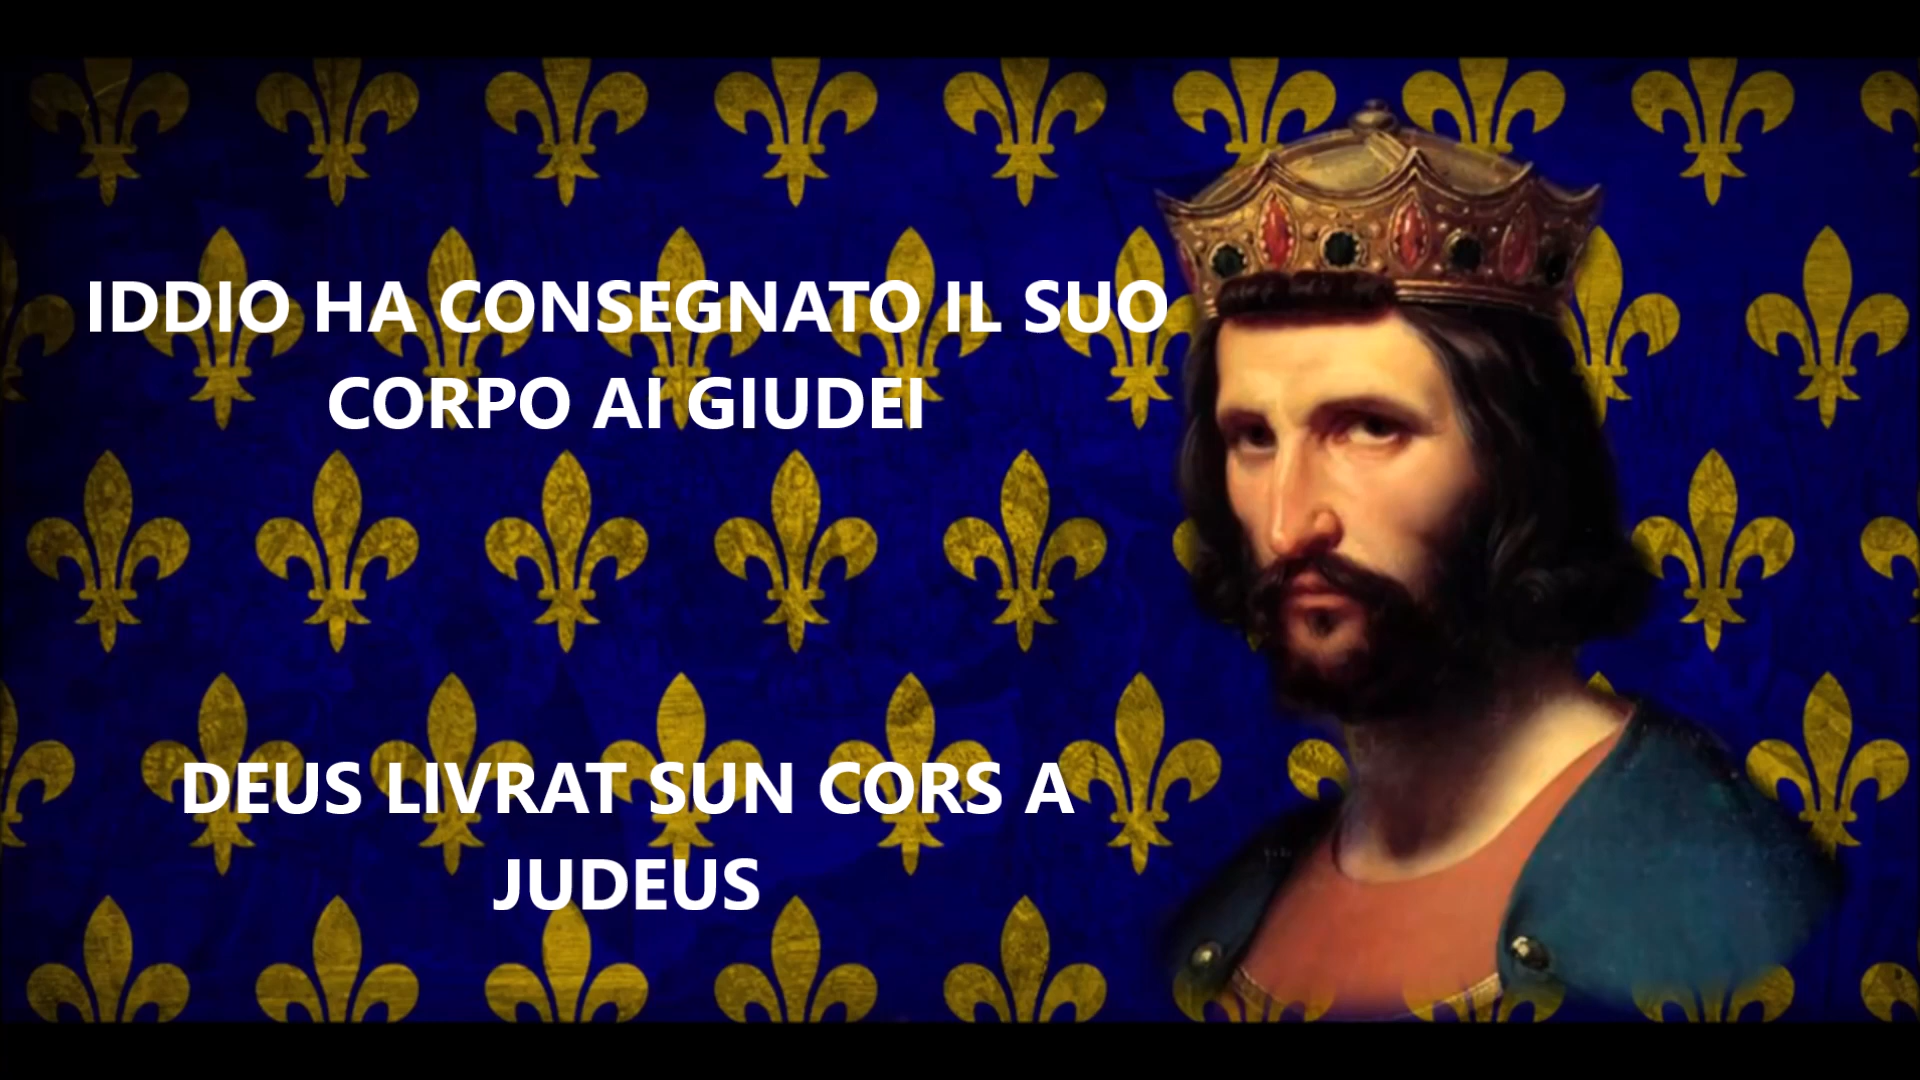 IDDIO HA CONSEGNATO IL SUO
CORPO AI GIUDEI
DEUS LIVRAT SUN CORS A
JUDEUS